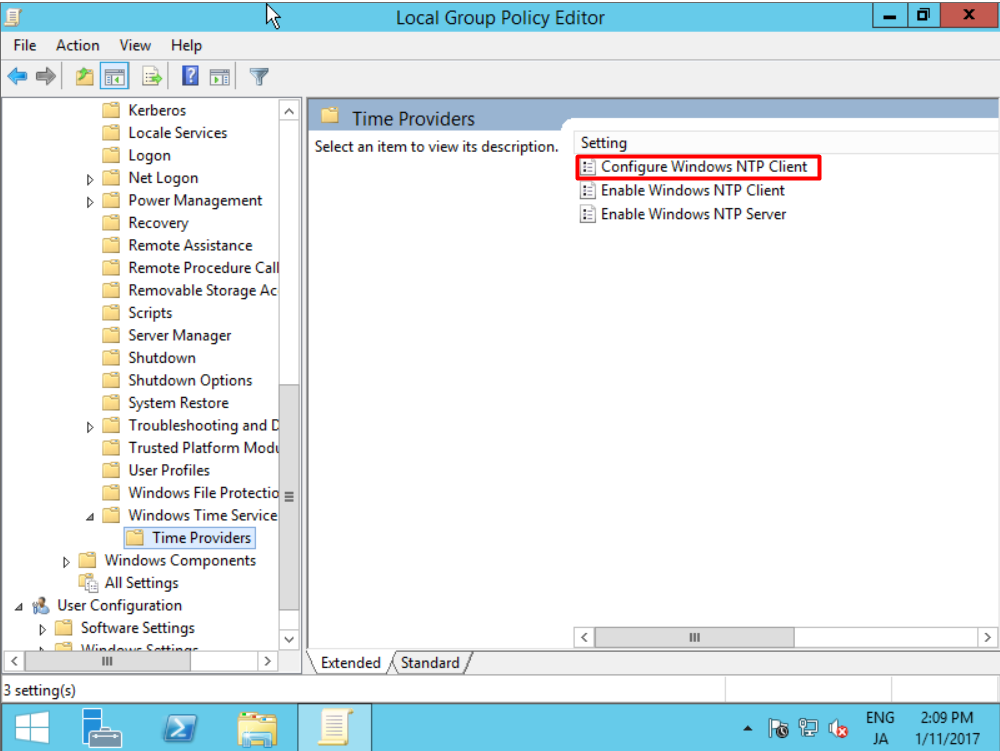 Local Group Policy Editor
File Action View Help
Kerberos
Locale Services
Logon
Net Logon
Power Management
Recovery
Remote Assistance
Remote Procedure Call
Removable Storage Ac
Scripts
Server Manager
Shutdown
Shutdown Options
System Restore
Troubleshooting and D
Trusted Platform Modu
User Profiles
Windows File Protectio
Windows Time Service
Time Providers
Windows Components
All Settings
User Configuration
Software Settings
Windows Settings
Time Providers
Select an item to view its description.
Setting
Configure Windows NTP Client
Enable Windows NTP Client
Enable Windows NTP Server
Extended Standard
3 setting(s)
ENG 2:09 PM
JA 1/11/2017